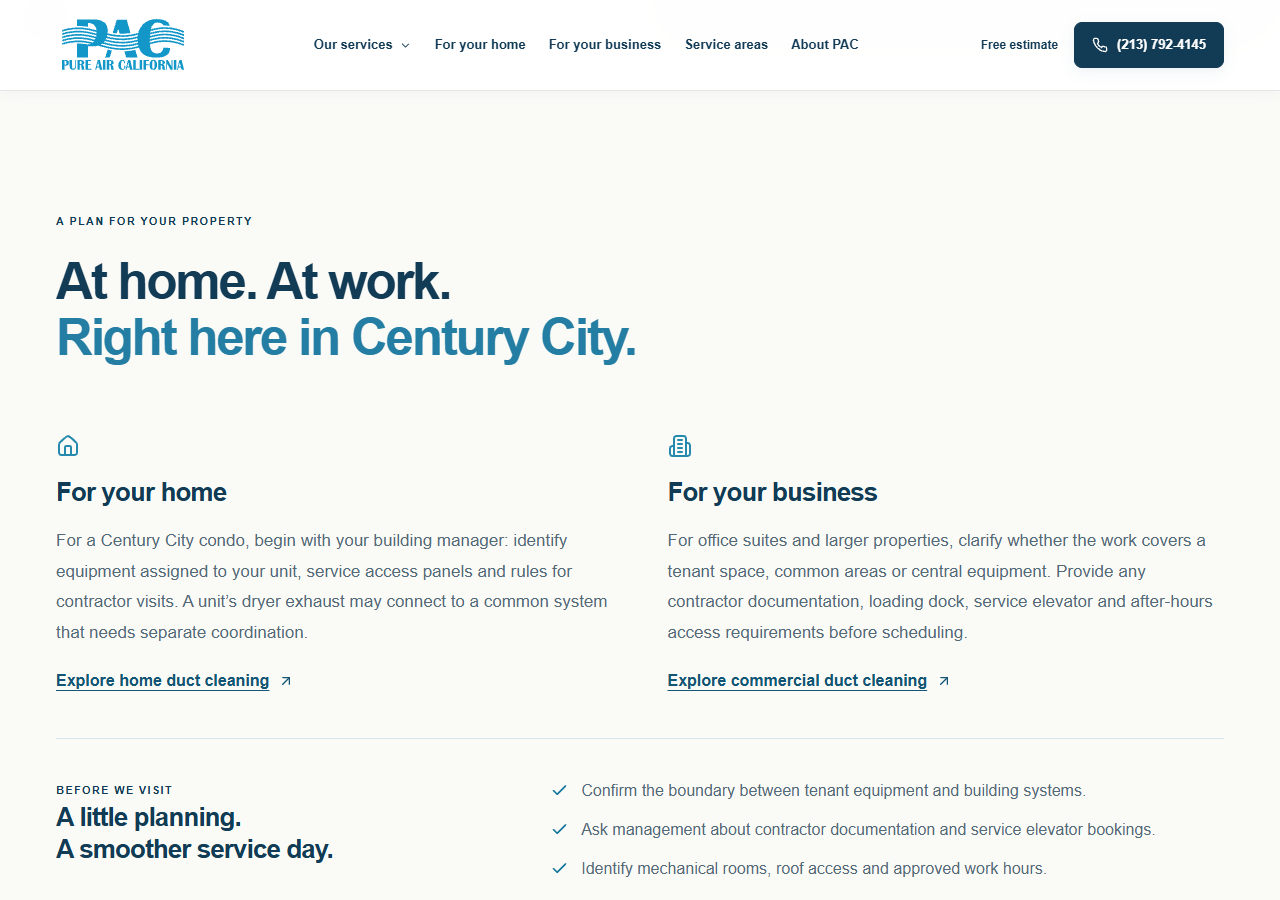 PAC
PURE AIR CALIFORNIA
Our services
For your home
For your business
Service areas
About PAC
Free estimate
(213) 792-4145
A PLAN FOR YOUR PROPERTY
At home. At work.
Right here in Century City.
For your home
For a Century City condo, begin with your building manager: identify
equipment assigned to your unit, service access panels and rules for
contractor visits. A unit’s dryer exhaust may connect to a common system
that needs separate coordination.
Explore home duct cleaning
For your business
For office suites and larger properties, clarify whether the work covers a
tenant space, common areas or central equipment. Provide any
contractor documentation, loading dock, service elevator and after-hours
access requirements before scheduling.
Explore commercial duct cleaning
BEFORE WE VISIT
A little planning.
A smoother service day.
Confirm the boundary between tenant equipment and building systems.
Ask management about contractor documentation and service elevator bookings.
Identify mechanical rooms, roof access and approved work hours.